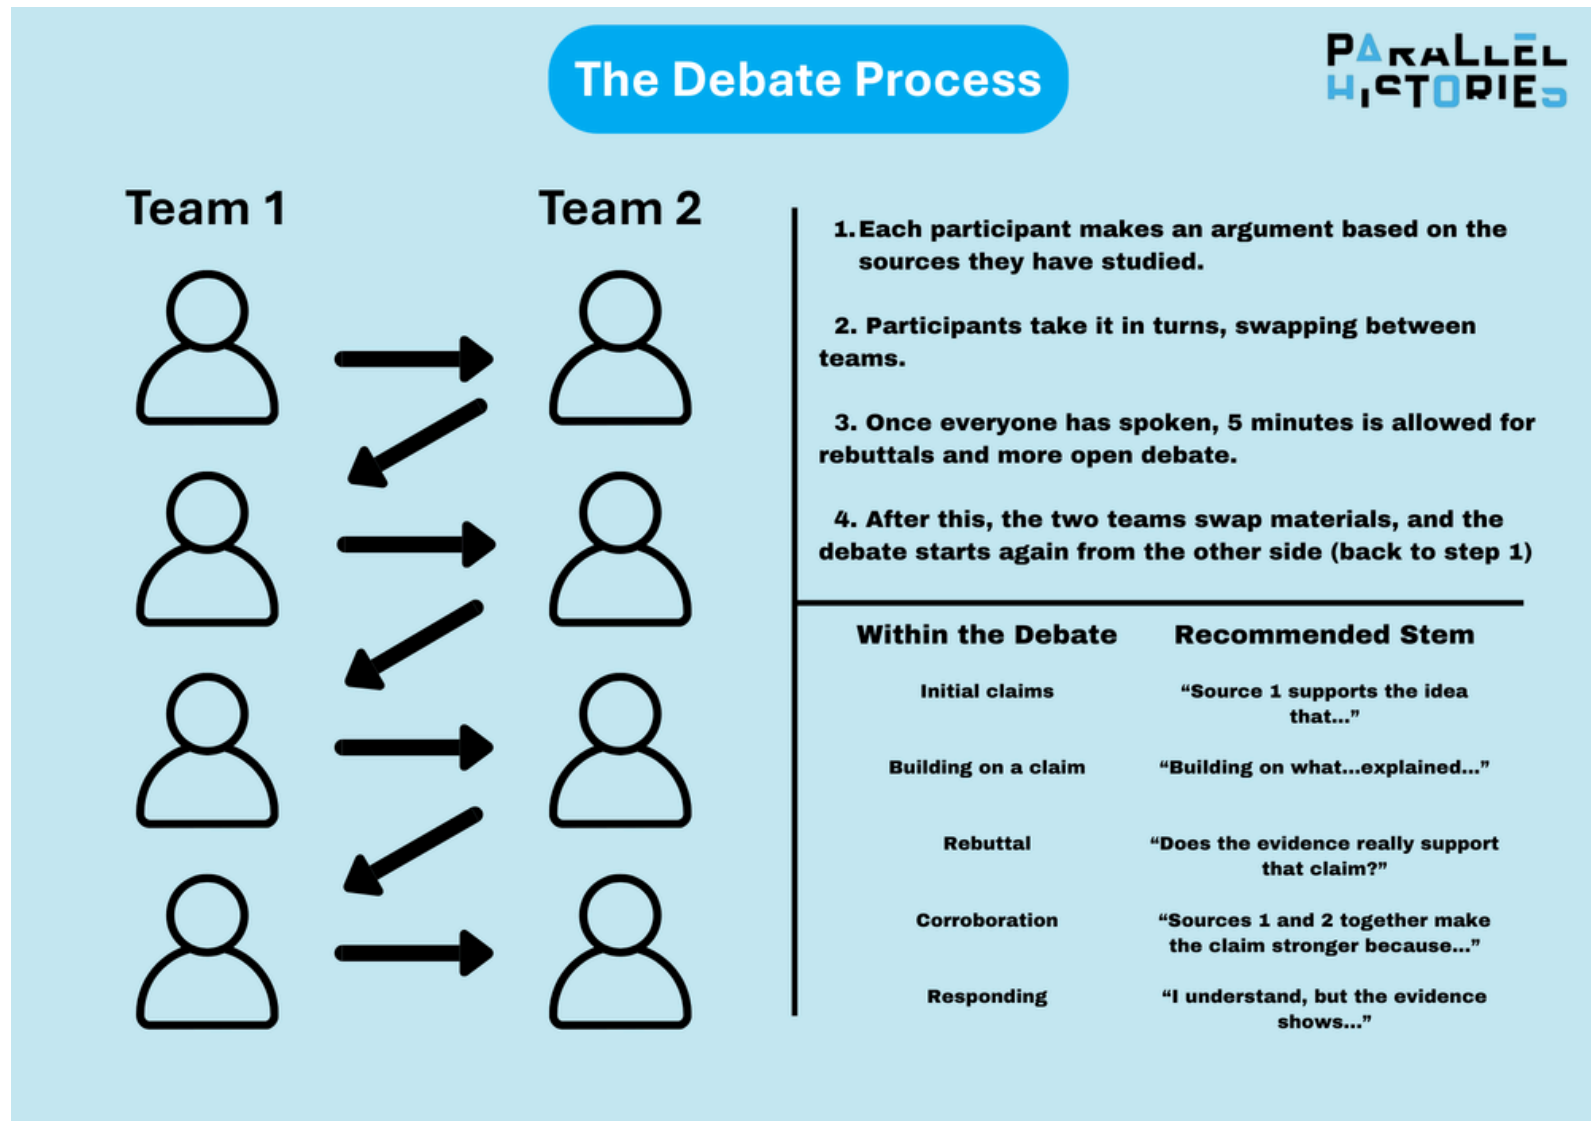 The Debate Process
PARALLEL
HISTORIES
Team 1
Team 2
1. Each participant makes an argument based on the
sources they have studied.
2. Participants take it in turns, swapping between
teams.
3. Once everyone has spoken, 5 minutes is allowed for
rebuttals and more open debate.
4. After this, the two teams swap materials, and the
debate starts again from the other side (back to step 1)
Within the Debate
Recommended Stem
Initial claims
“Source 1 supports the idea
that...”
Building on a claim
“Building on what...explained...”
Rebuttal
“Does the evidence really support
that claim?”
Corroboration
“Sources 1 and 2 together make
the claim stronger because...”
Responding
“I understand, but the evidence
shows...”